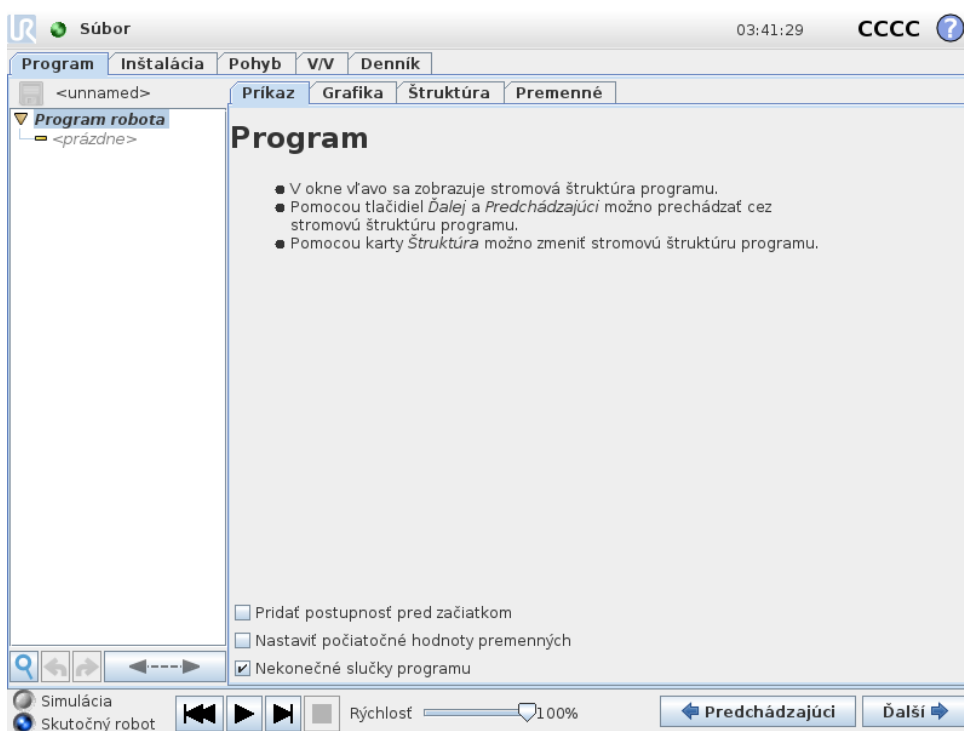 UR Súbor 03:41:29 CCCC ?
Program Inštalácia Pohyb V/V Denník
<unnamed> Príkaz Grafika Štruktúra Premenné
Program robota
<prázdne>
Program
V okne vľavo sa zobrazuje stromová štruktúra programu.
Pomocou tlačidiel Ďalej a Predchádzajúci možno prechádzať cez
stromovú štruktúru programu.
Pomocou karty Štruktúra možno zmeniť stromovú štruktúru programu.
Pridať postupnosť pred začiatkom
Nastaviť počiatočné hodnoty premenných
Nekonečné slučky programu
Simulácia
Skutočný robot
Rýchlosť 100% Predchádzajúci Ďalší